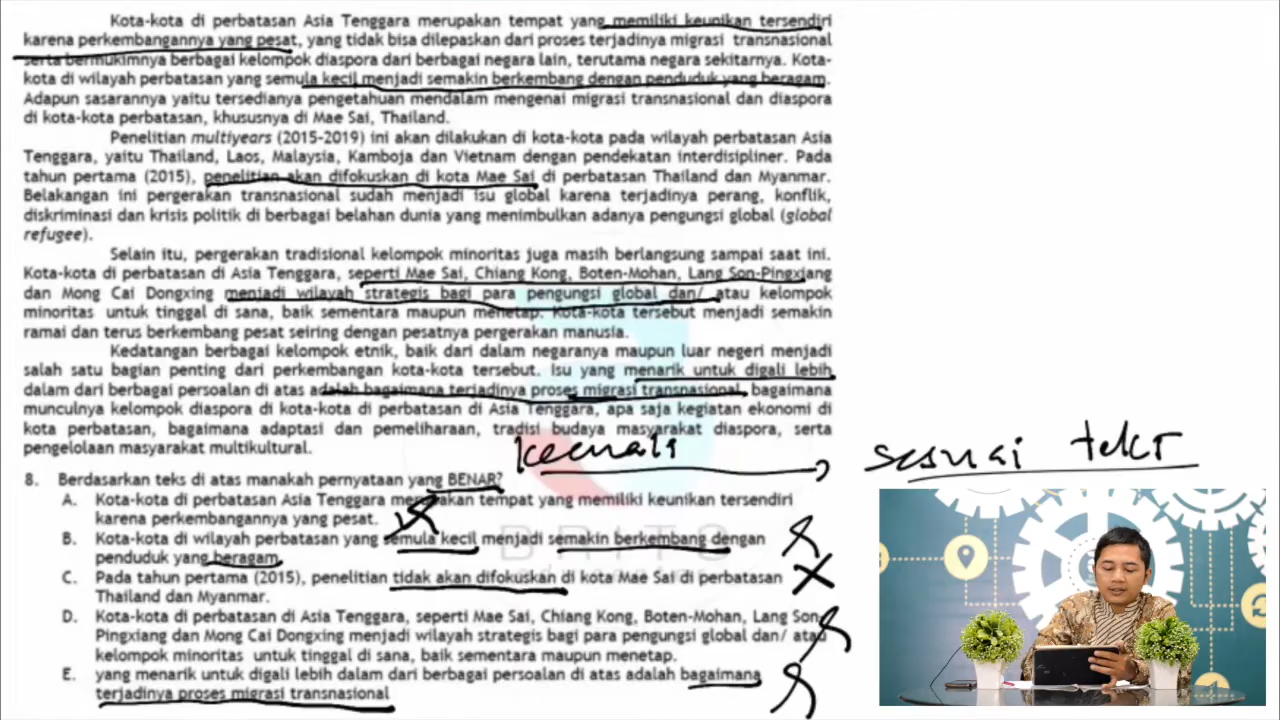 Kota-kota di perbatasan Asia Tenggara merupakan tempat yang memiliki keunikan tersendiri
karena perkembangannya yang pesat, yang tidak bisa dilepaskan dari proses terjadinya migrasi transnasional
serta bermukimnya berbagai kelompok diaspora dari berbagai negara lain, terutama negara sekitarnya. Kota-
kota di wilayah perbatasan yang semula kecil menjadi semakin berkembang dengan penduduk yang beragam.
Adapun sasarannya yaitu tersedianya pengetahuan mendalam mengenai migrasi transnasional dan diaspora
di kota-kota perbatasan, khususnya di Mae Sai, Thailand.
Penelitian multiyears (2015-2019) ini akan dilakukan di kota-kota pada wilayah perbatasan Asia
Tenggara, yaitu Thailand, Laos, Malaysia, Kamboja dan Vietnam dengan pendekatan interdisipliner. Pada
tahun pertama (2015), penelitian akan difokuskan di kota Mae Sai di perbatasan Thailand dan Myanmar.
Belakangan ini pergerakan transnasional sudah menjadi isu global karena terjadinya perang, konflik,
diskriminasi dan krisis politik di berbagai belahan dunia yang menimbulkan adanya pengungsi global (global
refugee).
Selain itu, pergerakan tradisional kelompok minoritas juga masih berlangsung sampai saat ini.
Kota-kota di perbatasan di Asia Tenggara, seperti Mae Sai, Chiang Kong, Boten-Mohan, Lang Son-Pingxiang
dan Mong Cai Dongxing menjadi wilayah strategis bagi para pengungsi global dan/ atau kelompok
minoritas untuk tinggal di sana, baik sementara maupun menetap. Kota-kota tersebut menjadi semakin
ramai dan terus berkembang pesat seiring dengan pesatnya pergerakan manusia.
Kedatangan berbagai kelompok etnik, baik dari dalam negaranya maupun luar negeri menjadi
salah satu bagian penting dari perkembangan kota-kota tersebut. Isu yang menarik untuk digali lebih
dalam dari berbagai persoalan di atas adalah bagaimana terjadinya proses migrasi transnasional, bagaimana
munculnya kelompok diaspora di kota-kota di perbatasan di Asia Tenggara, apa saja kegiatan ekonomi di
kota perbatasan, bagaimana adaptasi dan pemeliharaan, tradisi budaya masyarakat diaspora, serta
pengelolaan masyarakat multikultural.
kecuali
sesuai teks
8. Berdasarkan teks di atas manakah pernyataan yang BENAR?
A. Kota-kota di perbatasan Asia Tenggara merupakan tempat yang memiliki keunikan tersendiri
karena perkembangannya yang pesat.
B. Kota-kota di wilayah perbatasan yang semula kecil menjadi semakin berkembang dengan
penduduk yang beragam.
C. Pada tahun pertama (2015), penelitian tidak akan difokuskan di kota Mae Sai di perbatasan
Thailand dan Myanmar.
D. Kota-kota di perbatasan di Asia Tenggara, seperti Mae Sai, Chiang Kong, Boten-Mohan, Lang Son
Pingxiang dan Mong Cai Dongxing menjadi wilayah strategis bagi para pengungsi global dan/ atau
kelompok minoritas untuk tinggal di sana, baik sementara maupun menetap.
E. yang menarik untuk digali lebih dalam dari berbagai persoalan di atas adalah bagaimana
terjadinya proses migrasi transnasional